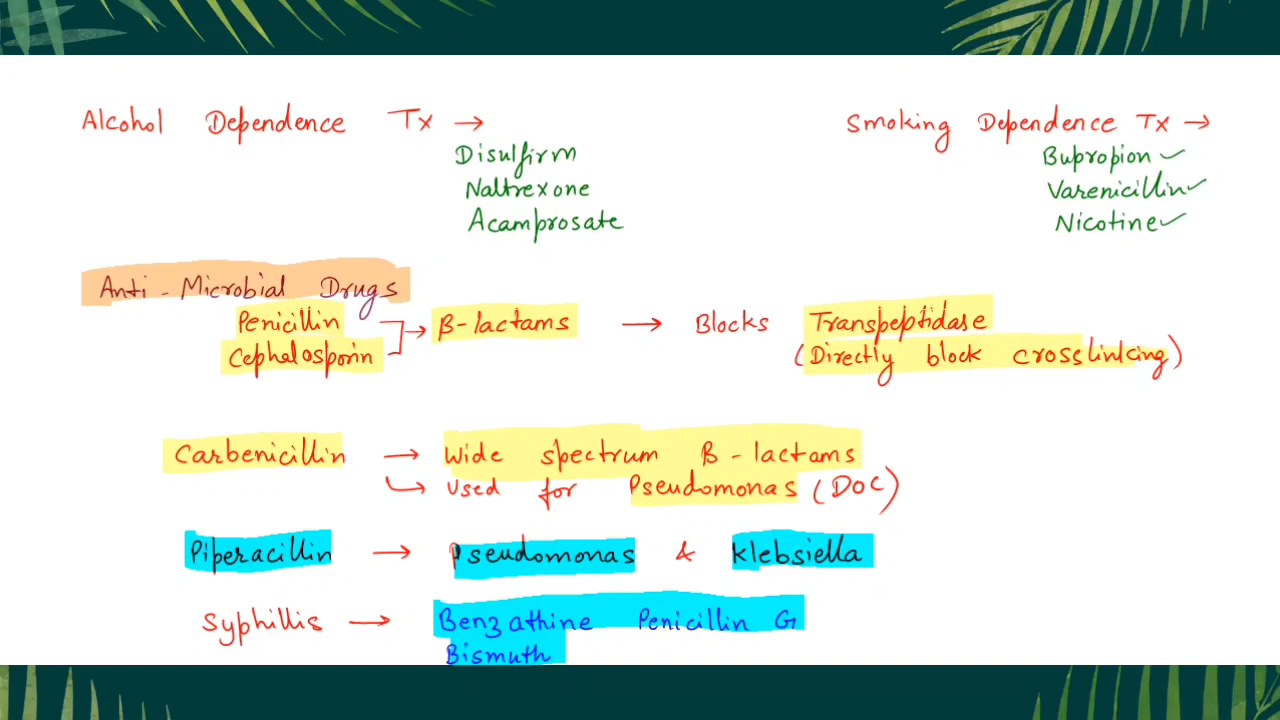 Alcohol Dependence Tx →
Disulfirm
Naltrexone
Acamprosate
Smoking Dependence Tx →
Bupropion ✓
Varenicillin ✓
Nicotine ✓
Anti - Microbial Drugs
Penicillin
Cephalosporin
→ β-lactams → Blocks Transpeptidase
(Directly block crosslinking)
Carbenicillin → Wide spectrum β - lactams
↳ Used for Pseudomonas (DOC)
Piperacillin → Pseudomonas & Klebsiella
Syphillis → Benzathine Penicillin G
Bismuth